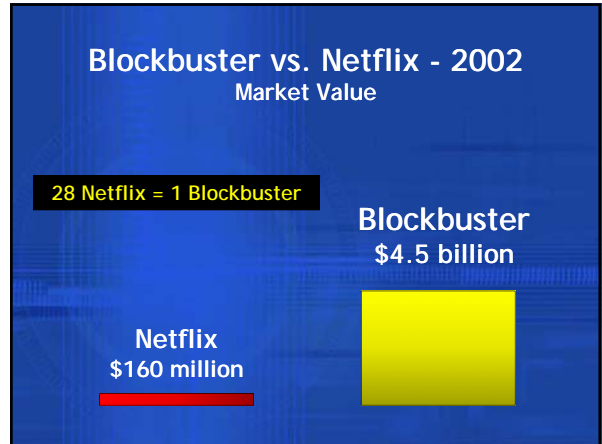 Blockbuster vs. Netflix - 2002
Market Value
28 Netflix = 1 Blockbuster
Blockbuster
$4.5 billion
Netflix
$160 million